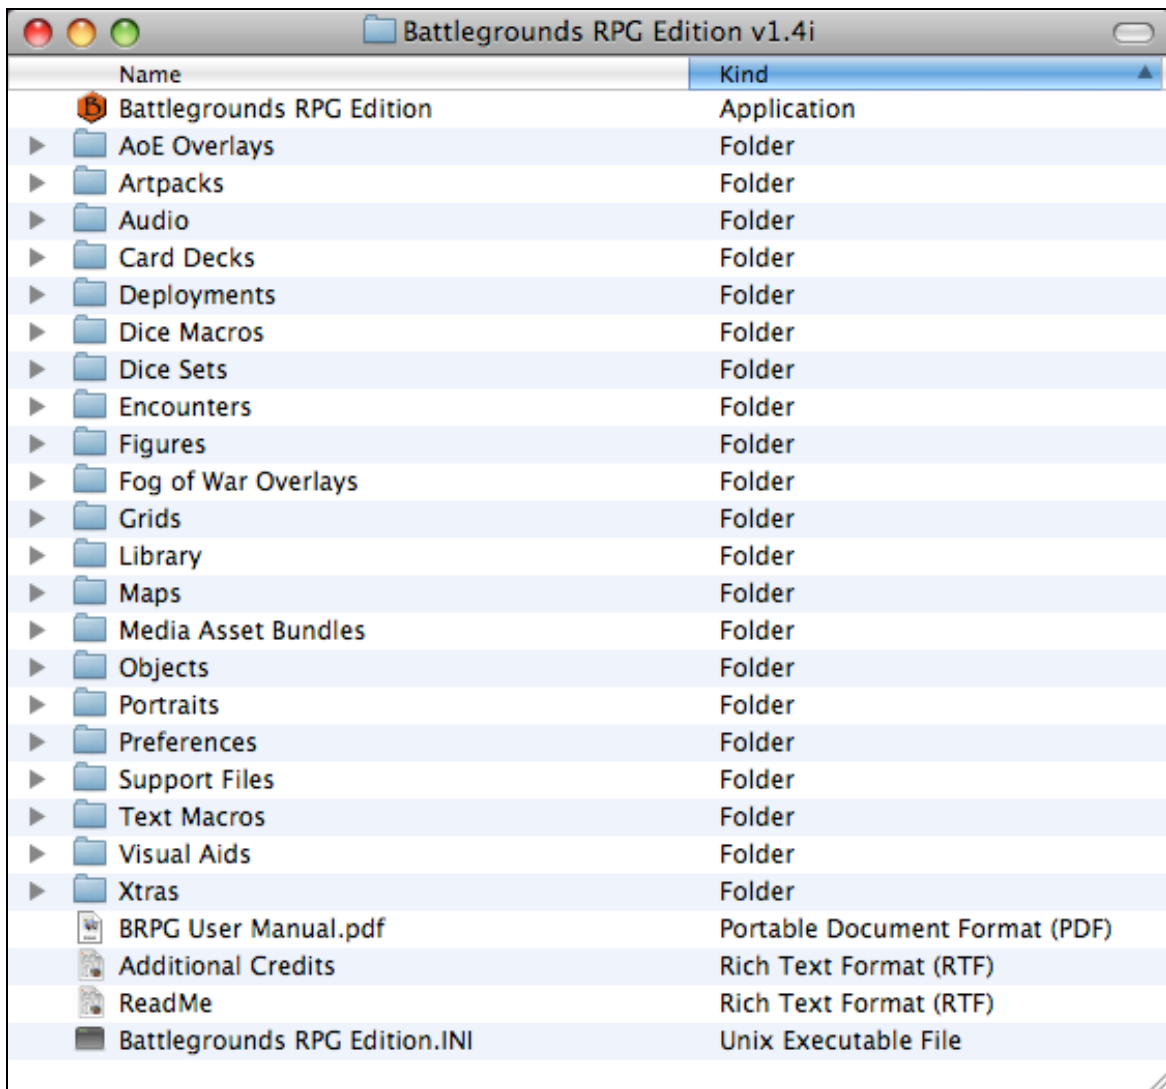 Battlegrounds RPG Edition v1.4i
Name Kind
Battlegrounds RPG Edition Application
AoE Overlays Folder
Artpacks Folder
Audio Folder
Card Decks Folder
Deployments Folder
Dice Macros Folder
Dice Sets Folder
Encounters Folder
Figures Folder
Fog of War Overlays Folder
Grids Folder
Library Folder
Maps Folder
Media Asset Bundles Folder
Objects Folder
Portraits Folder
Preferences Folder
Support Files Folder
Text Macros Folder
Visual Aids Folder
Xtras Folder
BRPG User Manual.pdf Portable Document Format (PDF)
Additional Credits Rich Text Format (RTF)
ReadMe Rich Text Format (RTF)
Battlegrounds RPG Edition.INI Unix Executable File